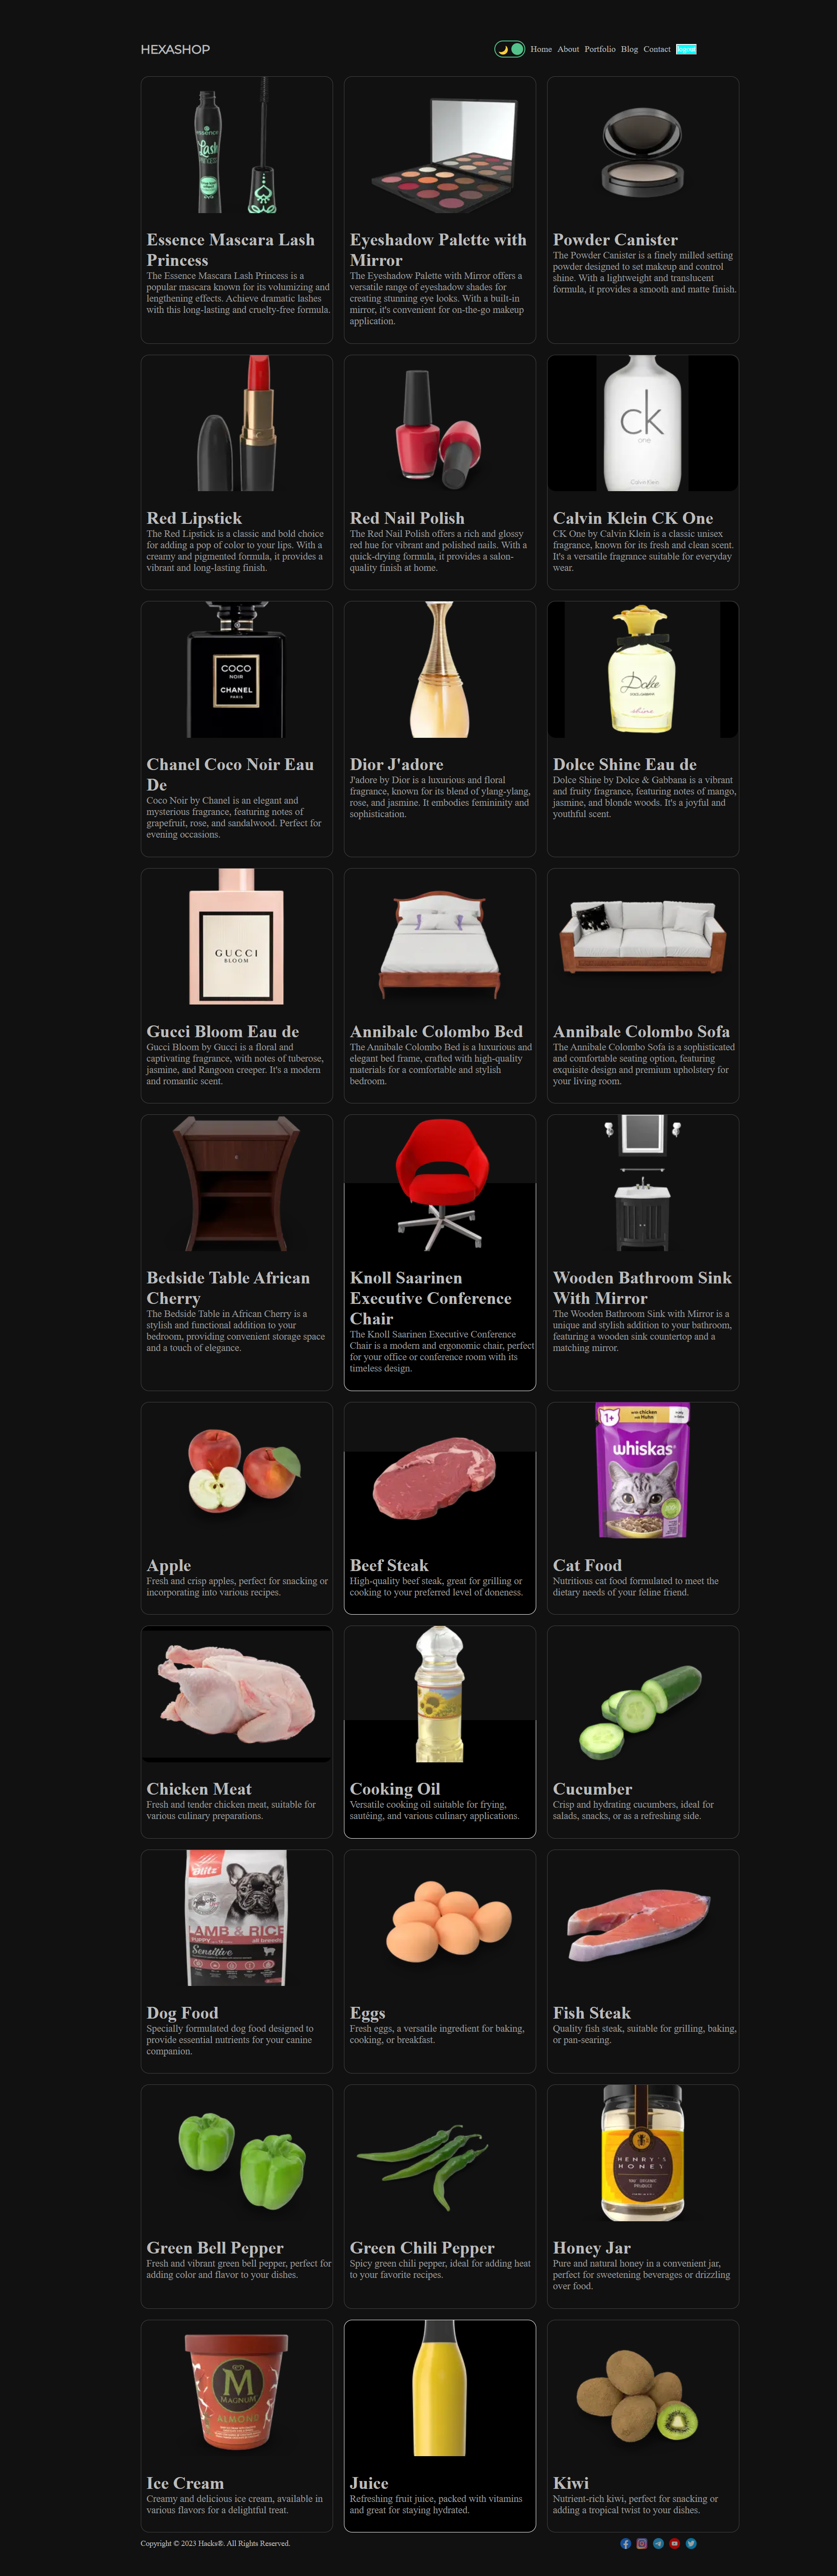 HEXASHOP
Home About Portfolio Blog Contact logout
essence
Lash
PRINCESS
Essence Mascara Lash
Princess
The Essence Mascara Lash Princess is a
popular mascara known for its volumizing and
lengthening effects. Achieve dramatic lashes
with this long-lasting and cruelty-free formula.
Eyeshadow Palette with
Mirror
The Eyeshadow Palette with Mirror offers a
versatile range of eyeshadow shades for
creating stunning eye looks. With a built-in
mirror, it's convenient for on-the-go makeup
application.
Powder Canister
The Powder Canister is a finely milled setting
powder designed to set makeup and control
shine. With a lightweight and translucent
formula, it provides a smooth and matte finish.
Red Lipstick
The Red Lipstick is a classic and bold choice
for adding a pop of color to your lips. With a
creamy and pigmented formula, it provides a
vibrant and long-lasting finish.
Red Nail Polish
The Red Nail Polish offers a rich and glossy
red hue for vibrant and polished nails. With a
quick-drying formula, it provides a salon-
quality finish at home.
ck
one
Calvin Klein
Calvin Klein CK One
CK One by Calvin Klein is a classic unisex
fragrance, known for its fresh and clean scent.
It's a versatile fragrance suitable for everyday
wear.
COCO
NOIR
CHANEL
PARIS
Chanel Coco Noir Eau
De
Coco Noir by Chanel is an elegant and
mysterious fragrance, featuring notes of
grapefruit, rose, and sandalwood. Perfect for
evening occasions.
Dior J'adore
J'adore by Dior is a luxurious and floral
fragrance, known for its blend of ylang-ylang,
rose, and jasmine. It embodies femininity and
sophistication.
Dolce
shine
Dolce Shine Eau de
Dolce Shine by Dolce & Gabbana is a vibrant
and fruity fragrance, featuring notes of mango,
jasmine, and blonde woods. It's a joyful and
youthful scent.
GUCCI
BLOOM
Gucci Bloom Eau de
Gucci Bloom by Gucci is a floral and
captivating fragrance, with notes of tuberose,
jasmine, and Rangoon creeper. It's a modern
and romantic scent.
Annibale Colombo Bed
The Annibale Colombo Bed is a luxurious and
elegant bed frame, crafted with high-quality
materials for a comfortable and stylish
bedroom.
Annibale Colombo Sofa
The Annibale Colombo Sofa is a sophisticated
and comfortable seating option, featuring
exquisite design and premium upholstery for
your living room.
Bedside Table African
Cherry
The Bedside Table in African Cherry is a
stylish and functional addition to your
bedroom, providing convenient storage space
and a touch of elegance.
Knoll Saarinen
Executive Conference
Chair
The Knoll Saarinen Executive Conference
Chair is a modern and ergonomic chair, perfect
for your office or conference room with its
timeless design.
Wooden Bathroom Sink
With Mirror
The Wooden Bathroom Sink with Mirror is a
unique and stylish addition to your bathroom,
featuring a wooden sink countertop and a
matching mirror.
Apple
Fresh and crisp apples, perfect for snacking or
incorporating into various recipes.
Beef Steak
High-quality beef steak, great for grilling or
cooking to your preferred level of doneness.
1+
whiskas
Cat Food
Nutritious cat food formulated to meet the
dietary needs of your feline friend.
Chicken Meat
Fresh and tender chicken meat, suitable for
various culinary preparations.
Cooking Oil
Versatile cooking oil suitable for frying,
sautéing, and various culinary applications.
Cucumber
Crisp and hydrating cucumbers, ideal for
salads, snacks, or as a refreshing side.
Blitz
LAMB & RICE
Sensitive
Dog Food
Specially formulated dog food designed to
provide essential nutrients for your canine
companion.
Eggs
Fresh eggs, a versatile ingredient for baking,
cooking, or breakfast.
Fish Steak
Quality fish steak, suitable for grilling, baking,
or pan-searing.
Green Bell Pepper
Fresh and vibrant green bell pepper, perfect for
adding color and flavor to your dishes.
Green Chili Pepper
Spicy green chili pepper, ideal for adding heat
to your favorite recipes.
HENRY'S
HONEY
Honey Jar
Pure and natural honey in a convenient jar,
perfect for sweetening beverages or drizzling
over food.
M
MAGNUM
ALMOND
Ice Cream
Creamy and delicious ice cream, available in
various flavors for a delightful treat.
Juice
Refreshing fruit juice, packed with vitamins
and great for staying hydrated.
Kiwi
Nutrient-rich kiwi, perfect for snacking or
adding a tropical twist to your dishes.
Copyright © 2023 Hacks®. All Rights Reserved.